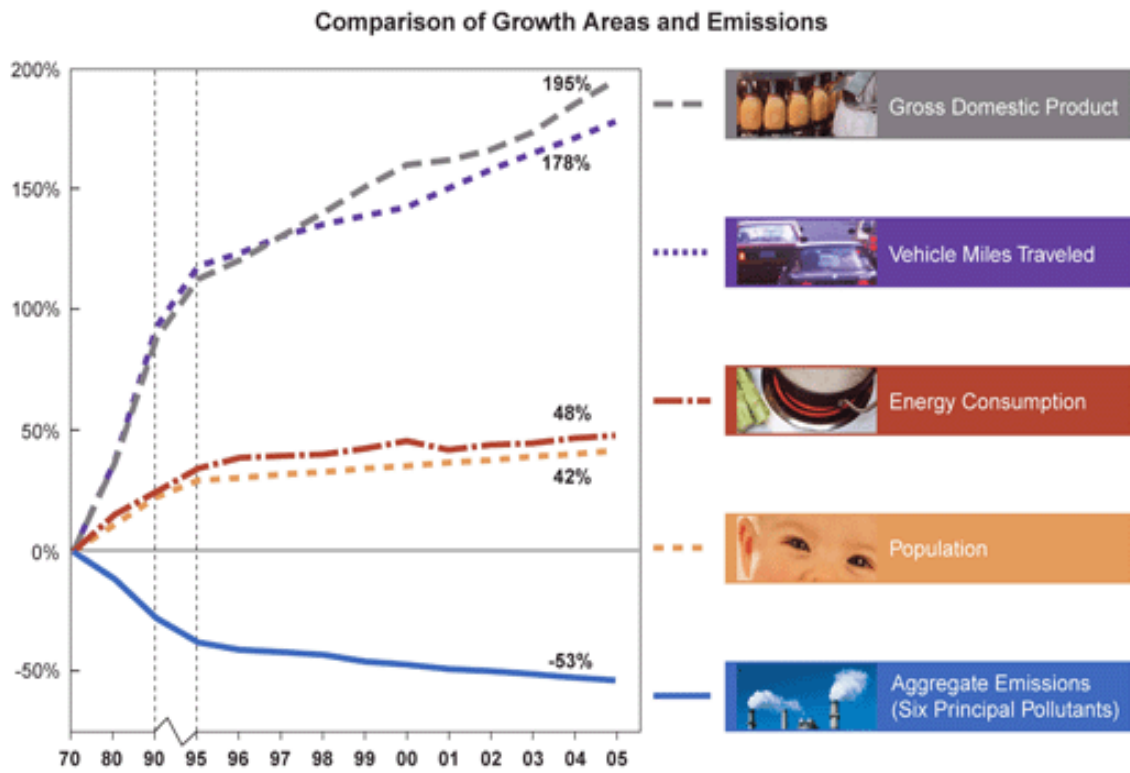 Comparison of Growth Areas and Emissions
200%
150%
100%
50%
0%
-50%
195%
178%
48%
42%
-53%
70 80 90 95 96 97 98 99 00 01 02 03 04 05
Gross Domestic Product
Vehicle Miles Traveled
Energy Consumption
Population
Aggregate Emissions
(Six Principal Pollutants)